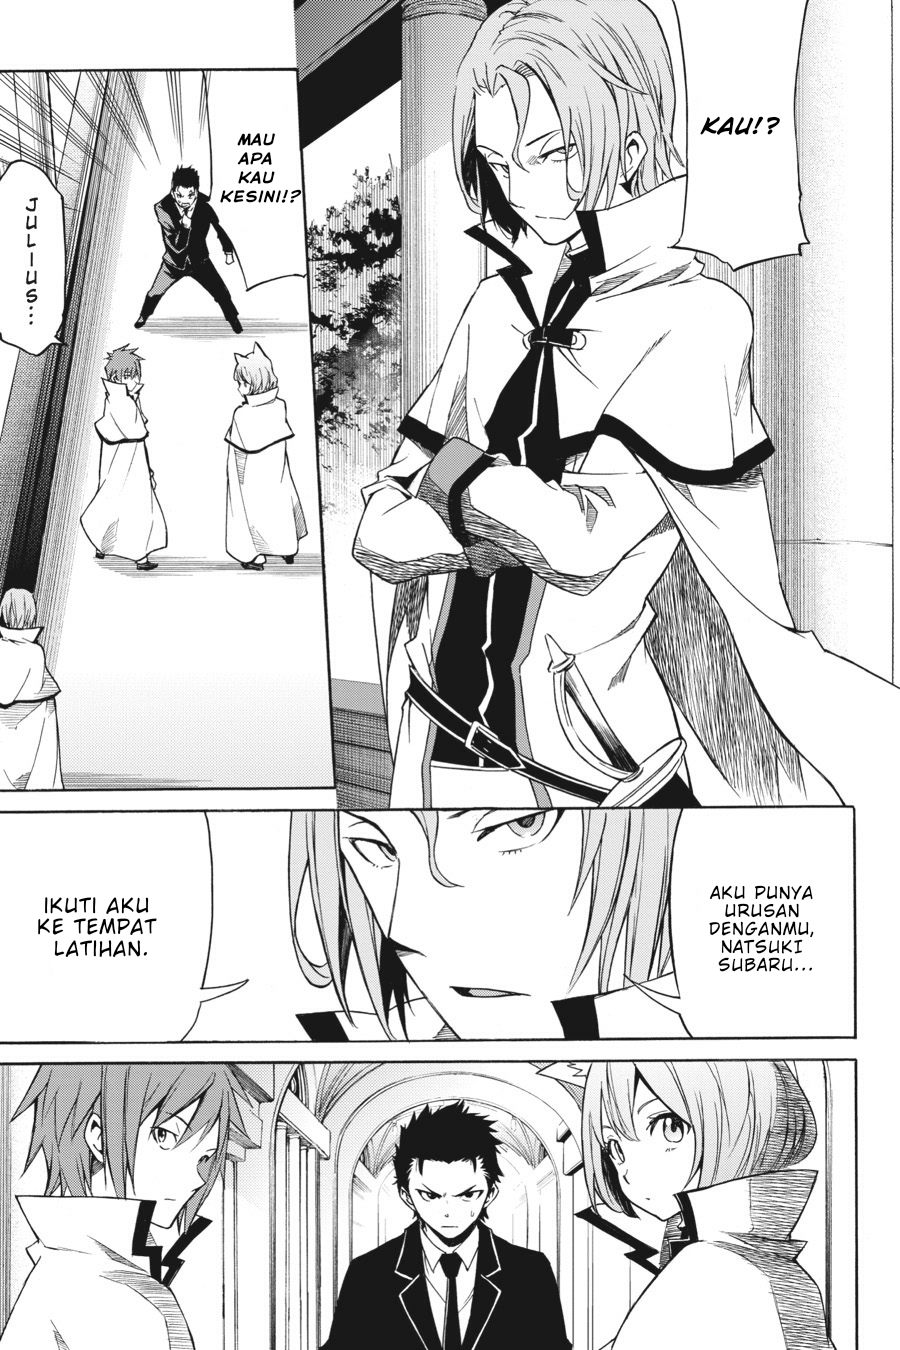 KAU!?
MAU
APA
KAU
KESINI!?
JULIUS...
AKU PUNYA
URUSAN
DENGANMU,
NATSUKI
SUBARU...
IKUTI AKU
KE TEMPAT
LATIHAN.